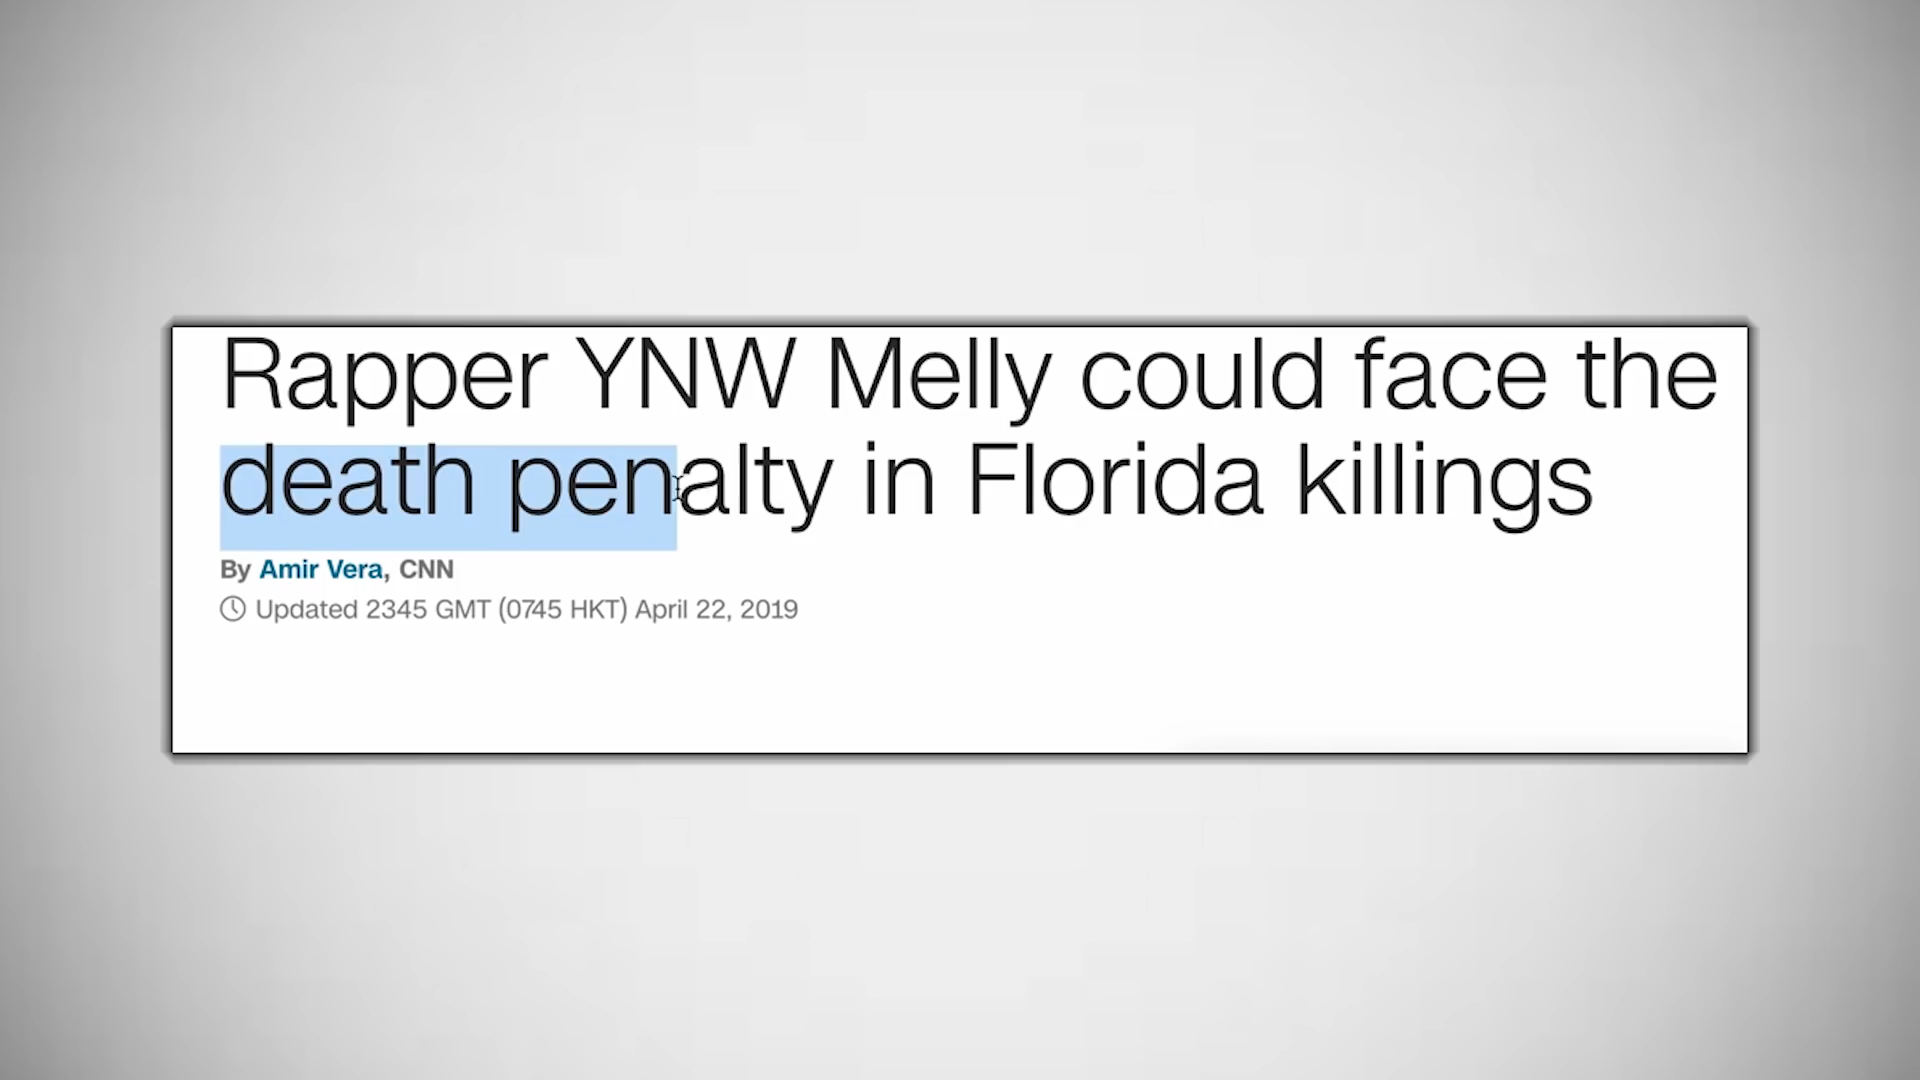 Rapper YNW Melly could face the
death penalty in Florida killings
By Amir Vera, CNN
Updated 2345 GMT (0745 HKT) April 22, 2019